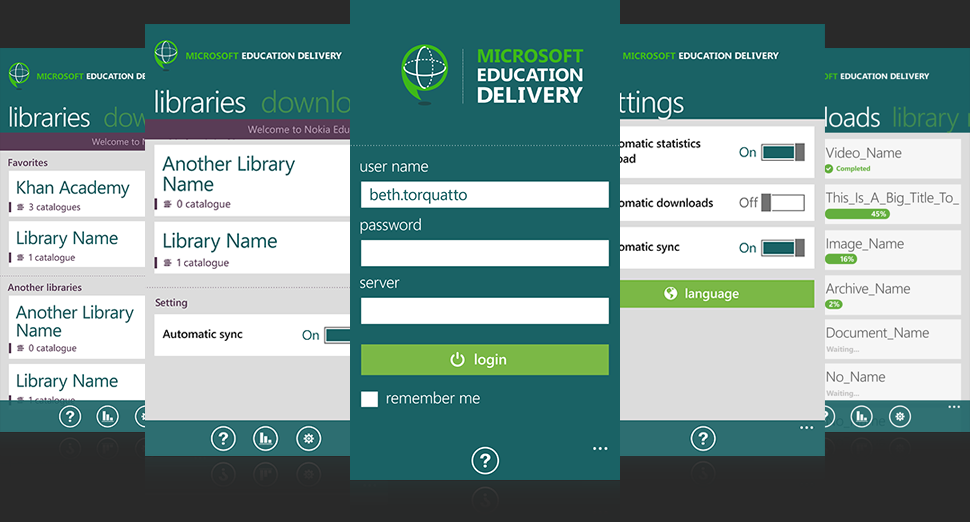 MICROSOFT EDUCATION DELIVERY
libraries downl
Welcome to N
Favorites
Khan Academy
3 catalogues
Library Name
1 catalogue
Another libraries
Another Library
Name
0 catalogue
Library Name
1 catalogue
?
MICROSOFT EDUCATION DELIVERY
libraries downlo
Welcome to Nokia Edu
Another Library
Name
0 catalogue
Library Name
1 catalogue
Setting
Automatic sync On
?
MICROSOFT
EDUCATION
DELIVERY
user name
beth.torquatto
password
server
login
remember me
?
...
EDUCATION DELIVERY
ttings
omatic statistics
oad
On
omatic downloads Off
omatic sync On
language
?
...
EDUCATION DELIVERY
loads library
Video_Name
Completed
This_Is_A_Big_Title_To_
45%
Image_Name
16%
Archive_Name
2%
Document_Name
Waiting...
No_Name
Waiting...
...